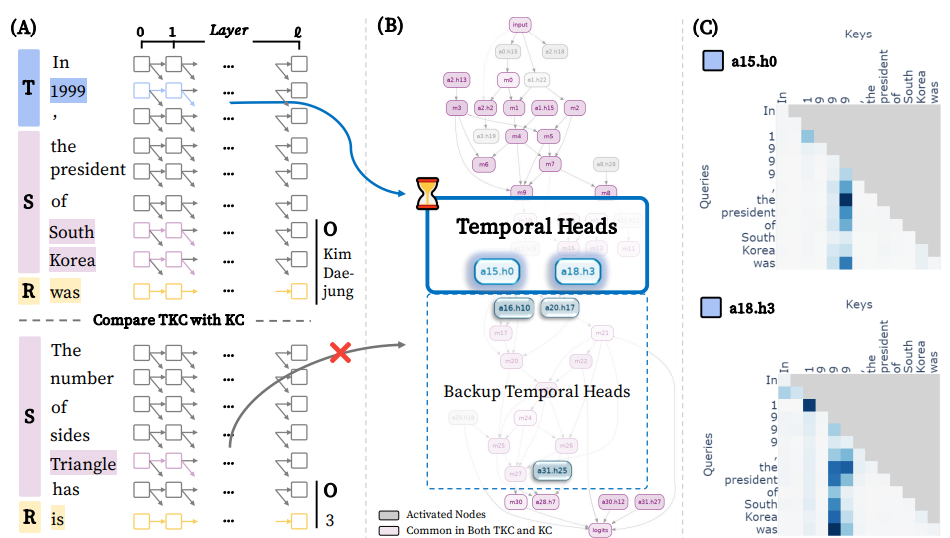 (A)
0 1 Layer ℓ
T
In
1999
,
S
the
president
of
South
Korea
R
was
O
Kim
Dae-
jung
Compare TKC with KC
S
The
number
of
sides
Triangle
has
R
is
O
3
(B)
input
a0.h15
a2.h18
a2.h13
m0
a1.h22
m3
a2.h2
m1
a1.h15
m2
a3.h19
m4
m5
m6
m7
m9
m8
Temporal Heads
a15.h0
a18.h3
a16.h10
a20.h17
m17
m21
m20
m22
Backup Temporal Heads
m24
m25
m26
m27
a31.h25
m30
a28.h7
a30.h12
a31.h27
logits
Activated Nodes
Common in Both TKC and KC
(C)
a15.h0
Keys
In
1
9
9
9
,
the
president
of
South
Korea
was
Queries
In
1
9
9
9
,
the
president
of
South
Korea
was
a18.h3
Keys
In
1
9
9
9
,
the
president
of
South
Korea
was
Queries
In
1
9
9
9
,
the
president
of
South
Korea
was